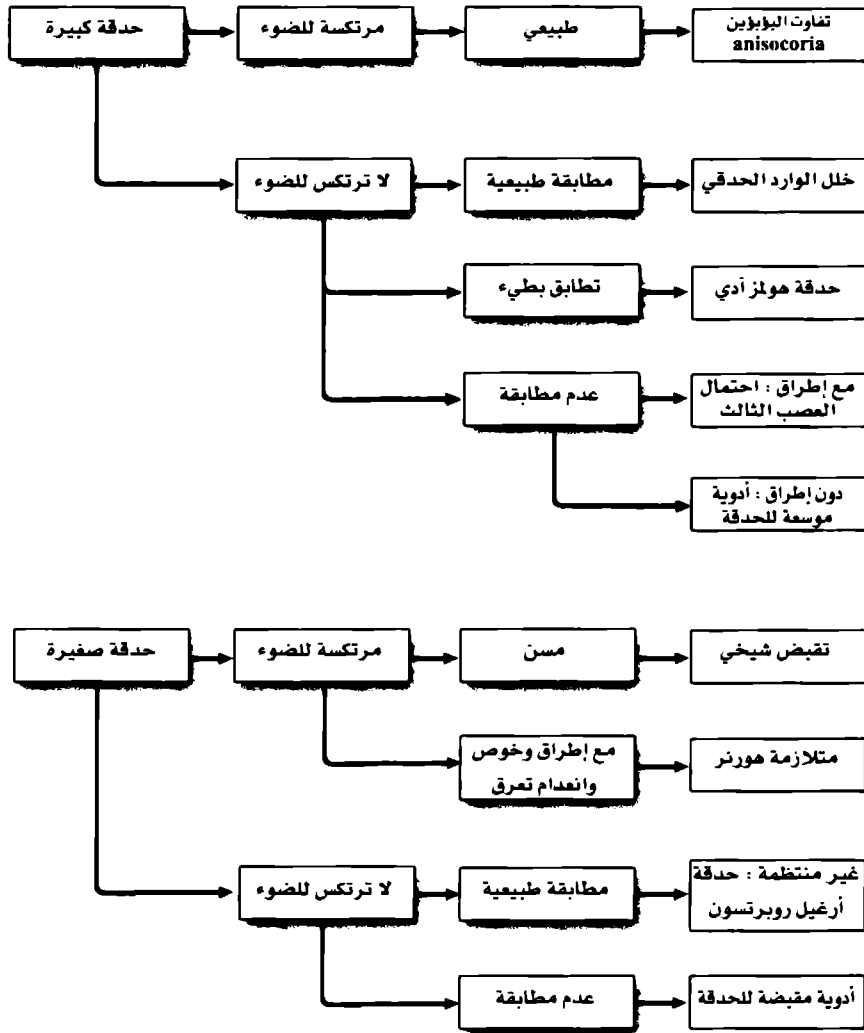 حدقة كبيرة
مرتكسة للضوء
طبيعي
تفاوت البؤبؤين
anisocoria
لا ترتكس للضوء
مطابقة طبيعية
خلل الوارد الحدقي
تطابق بطيء
حدقة هولمز أدي
عدم مطابقة
مع إطراق : احتمال
العصب الثالث
دون إطراق : أدوية
موسعة للحدقة
حدقة صغيرة
مرتكسة للضوء
مسن
تقبض شيخي
مع إطراق وخوص
وانعدام تعرق
متلازمة هورنر
لا ترتكس للضوء
مطابقة طبيعية
غير منتظمة : حدقة
أرغيل روبرتسون
عدم مطابقة
أدوية مقبضة للحدقة